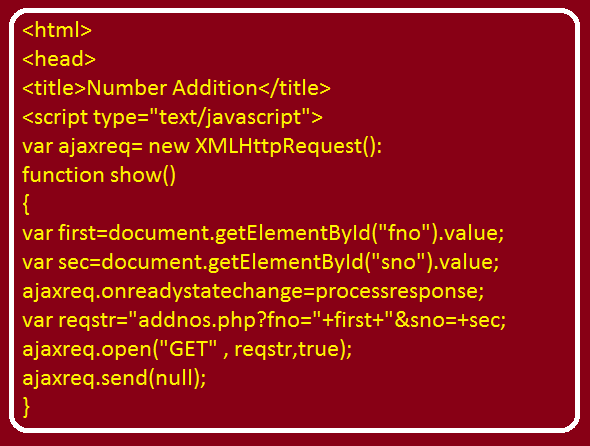 <html>
<head>
<title>Number Addition</title>
<script type="text/javascript">
var ajaxreq= new XMLHttpRequest():
function show()
{
var first=document.getElementById("fno").value;
var sec=document.getElementById("sno").value;
ajaxreq.onreadystatechange=processresponse;
var reqstr="addnos.php?fno="+first+"&sno=+sec;
ajaxreq.open("GET" , reqstr,true);
ajaxreq.send(null);
}